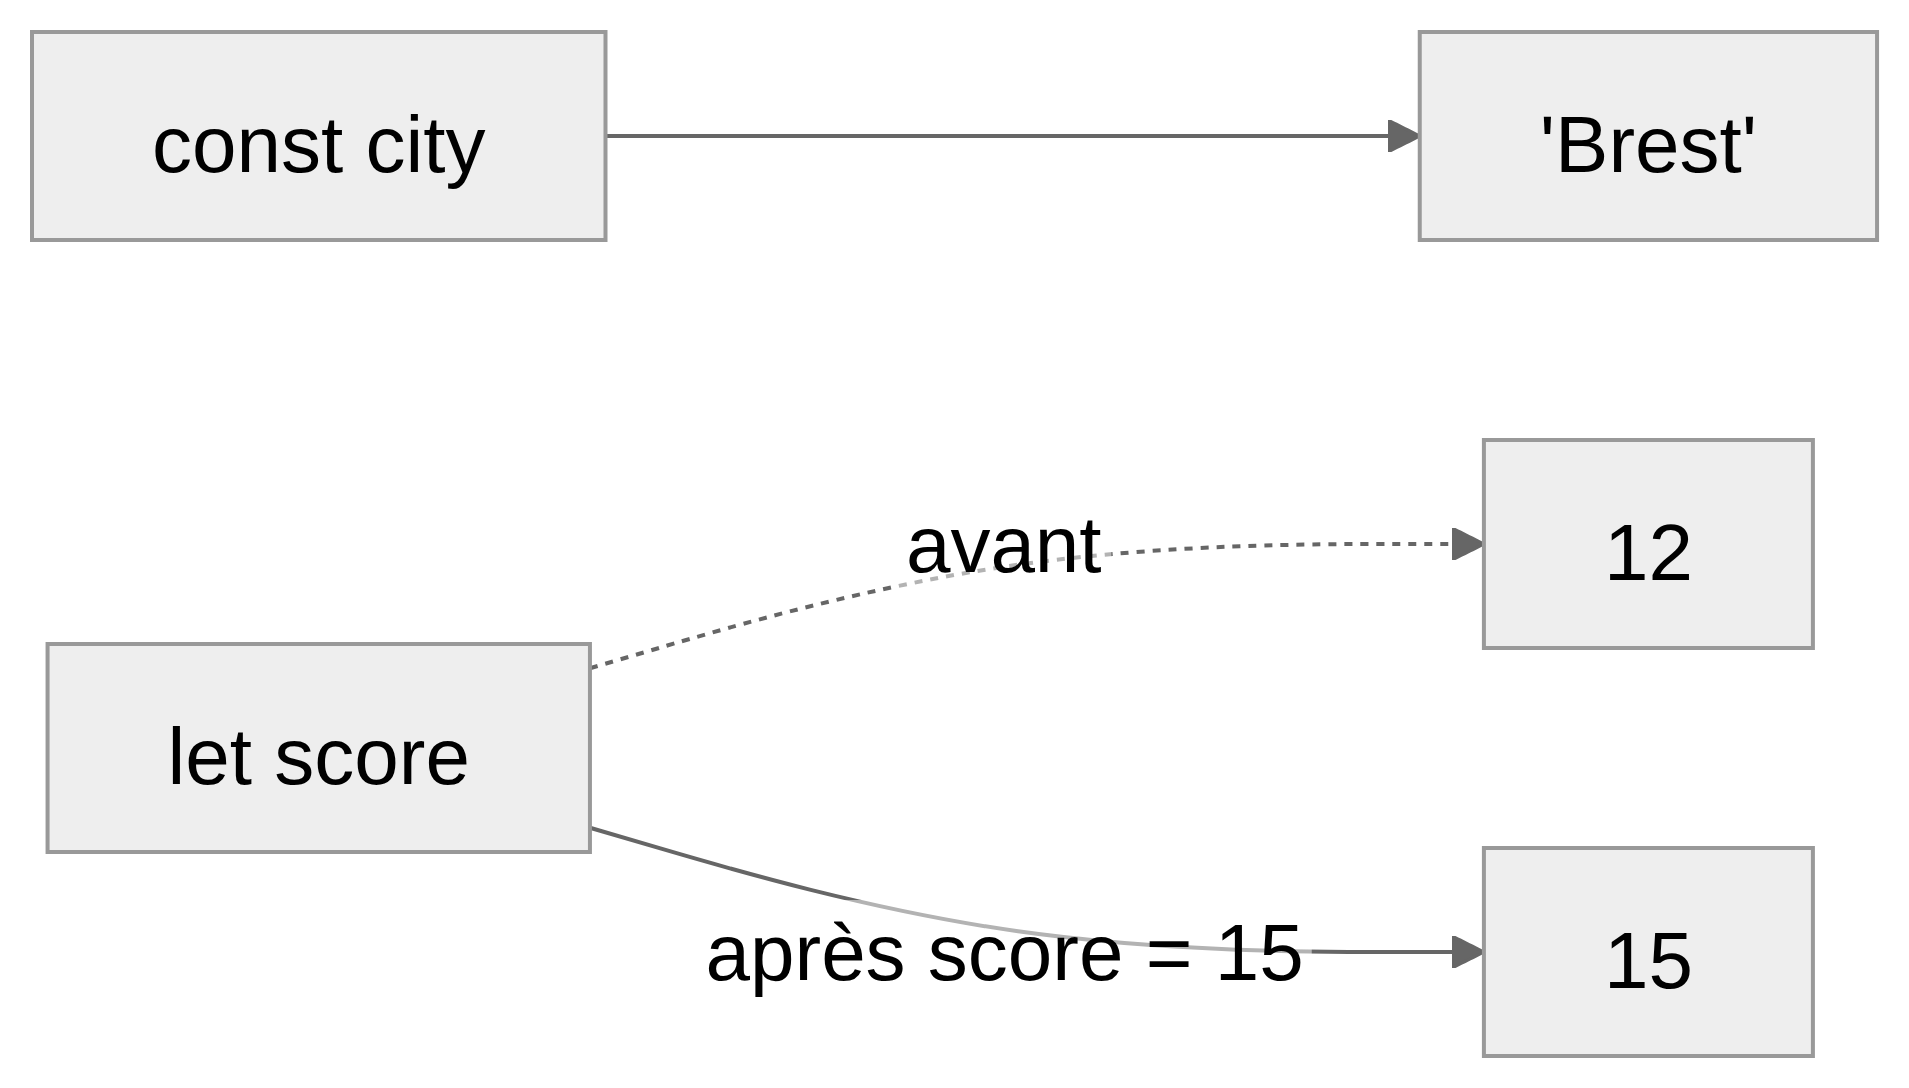 const city
'Brest'
avant
12
let score
après score = 15
15